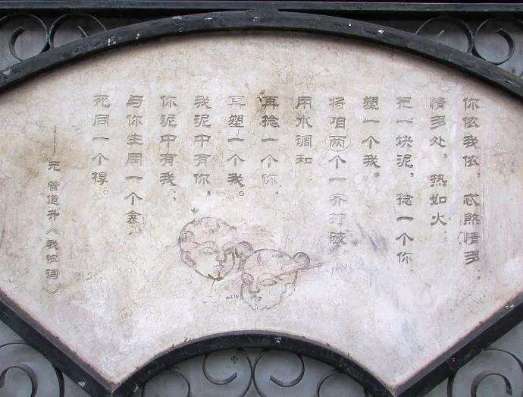 你侬我侬，忒煞情多；
情多处，热如火；
把一块泥，捻一个你
塑一个我。
将咱两个一齐打破
用水调和
再捻一个你，
再塑一个我。
我泥中有你，
你泥中有我；
与你生同一个衾，
死同一个椁。
——元 管道升《我侬词》